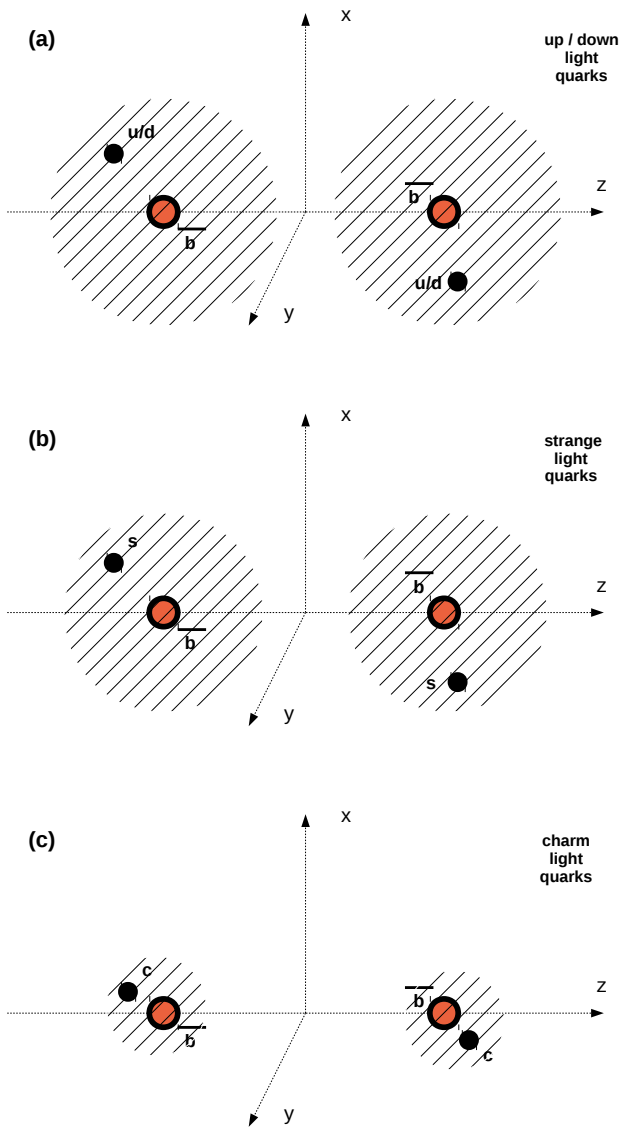 (a)
x
up / down
light
quarks
u/d
b
z
b
u/d
y
(b)
x
strange
light
quarks
s
b
z
b
s
y
(c)
x
charm
light
quarks
c
b
z
b
c
y